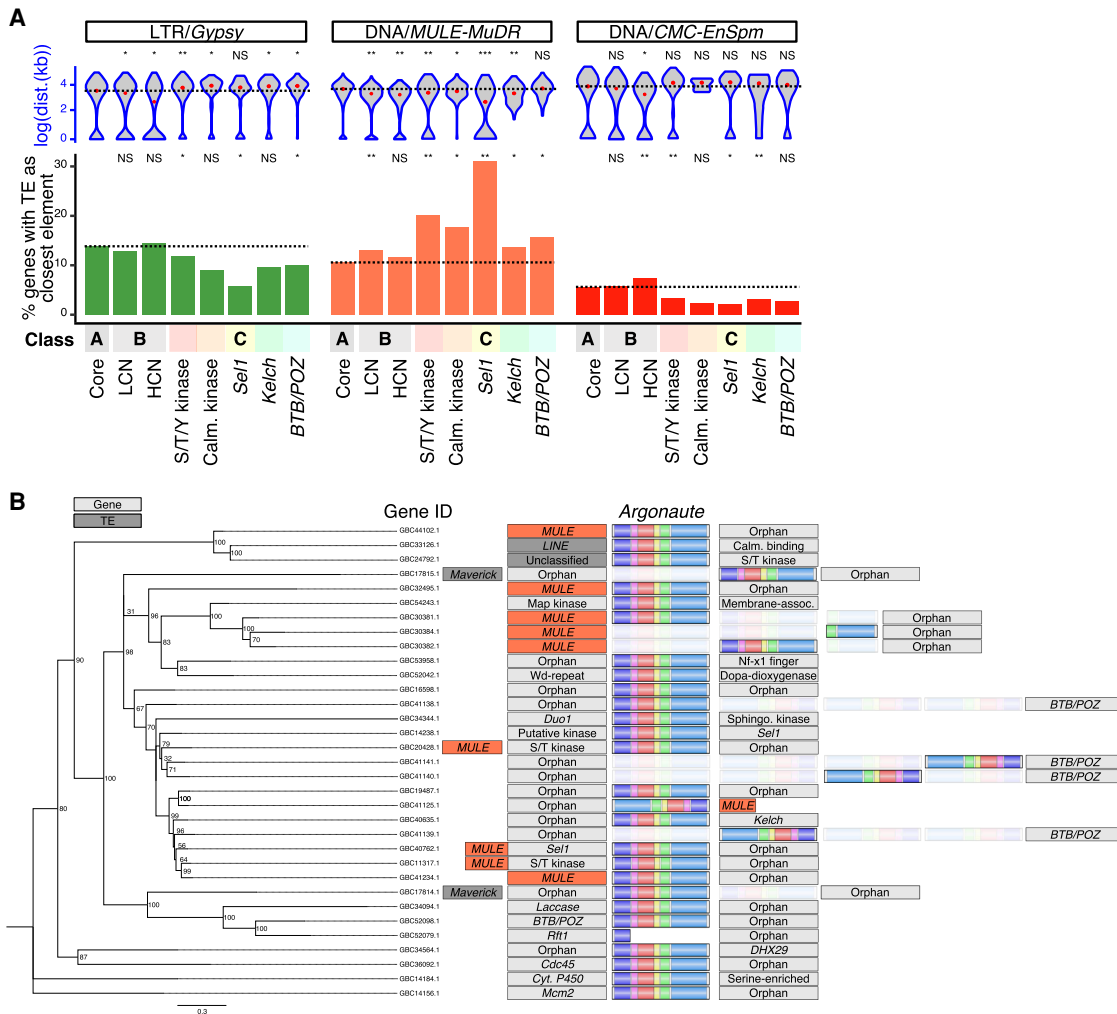 A
LTR/Gypsy DNA/MULE-MuDR DNA/CMC-EnSpm
* * ** * NS * * ** ** ** * *** ** NS NS * NS NS NS NS NS
log(dist.(kb))
4
2
0
NS NS * NS * NS * ** NS ** * ** * * NS ** ** NS * ** NS
% genes with TE as closest element
30
20
10
0
Class A B C A B C A B C
Core LCN HCN S/T/Y kinase Calm. kinase Sel1 Kelch BTB/POZ Core LCN HCN S/T/Y kinase Calm. kinase Sel1 Kelch BTB/POZ Core LCN HCN S/T/Y kinase Calm. kinase Sel1 Kelch BTB/POZ
B
Gene
TE
Gene ID Argonaute
GBC44102.1 MULE Orphan
100
GBC33126.1 LINE Calm. binding
100
GBC24792.1 Unclassified S/T kinase
GBC17815.1 Maverick Orphan Orphan
GBC32495.1 MULE Orphan
GBC54243.1 Map kinase Membrane-assoc.
31 96 100
GBC30381.1 MULE Orphan
100
GBC30384.1 MULE Orphan
83 70
GBC30382.1 MULE Orphan
98
GBC53958.1 Orphan Nf-x1 finger
90 83
GBC52042.1 Wd-repeat Dopa-dioxygenase
GBC16598.1 Orphan Orphan
67
GBC41138.1 Orphan BTB/POZ
GBC34344.1 Duo1 Sphingo. kinase
70
GBC14238.1 Putative kinase Sel1
79
GBC20428.1 MULE S/T kinase Orphan
32
GBC41141.1 Orphan BTB/POZ
71
GBC41140.1 Orphan BTB/POZ
100
GBC19487.1 Orphan Orphan
100
GBC41125.1 Orphan MULE
80 99
GBC40635.1 Orphan Kelch
96
GBC41139.1 Orphan BTB/POZ
56
GBC40762.1 MULE Sel1 Orphan
64
GBC11317.1 MULE S/T kinase Orphan
99
GBC41234.1 MULE Orphan
GBC17814.1 Maverick Orphan Orphan
100
GBC34094.1 Laccase Orphan
100
GBC52098.1 BTB/POZ Orphan
100
GBC52079.1 Rft1 Orphan
GBC34564.1 Orphan DHX29
87
GBC36092.1 Cdc45 Orphan
GBC14184.1 Cyt. P450 Serine-enriched
GBC14156.1 Mcm2 Orphan
0.3